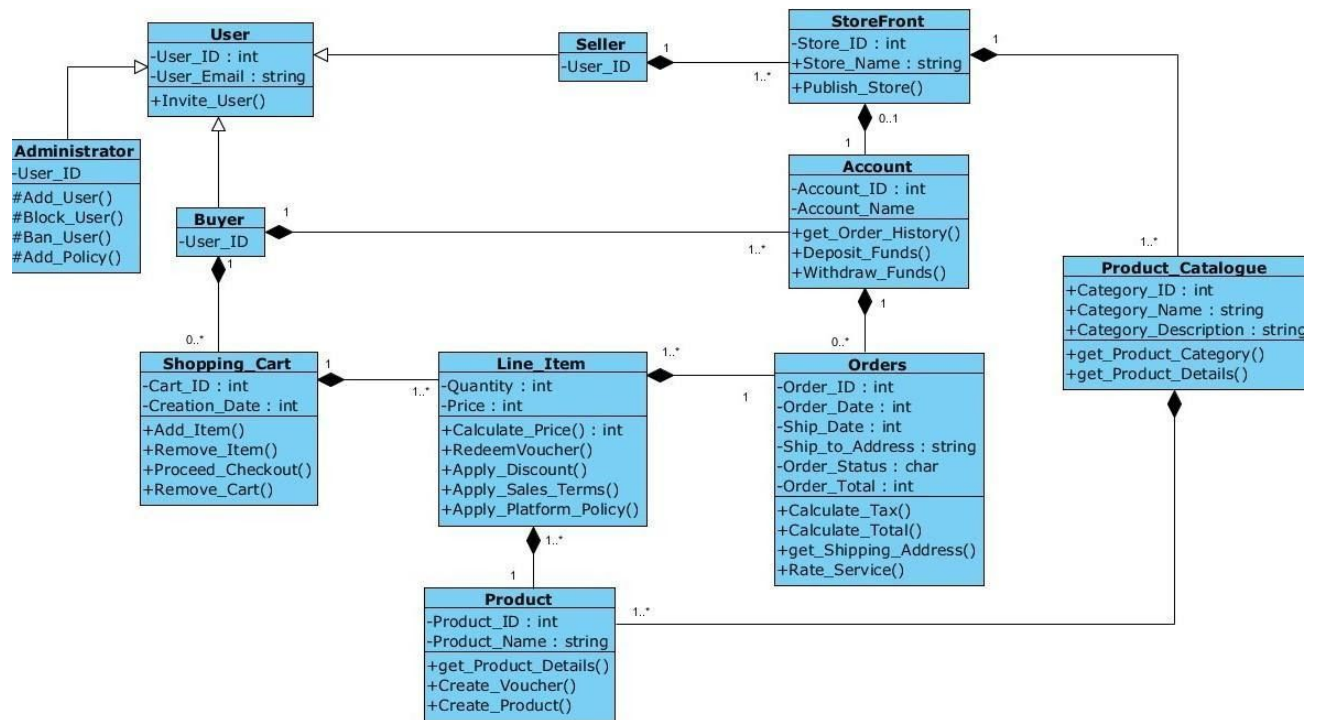 User
-User_ID : int
-User_Email : string
+Invite_User()
Seller
-User_ID
1
1..*
StoreFront
-Store_ID : int
+Store_Name : string
+Publish_Store()
1
0..1
1
Administrator
-User_ID
#Add_User()
#Block_User()
#Ban_User()
#Add_Policy()
Buyer
-User_ID
1
1..*
1
0..*
Account
-Account_ID : int
-Account_Name
+get_Order_History()
+Deposit_Funds()
+Withdraw_Funds()
1
0..*
1..*
Product_Catalogue
+Category_ID : int
+Category_Name : string
+Category_Description : string
+get_Product_Category()
+get_Product_Details()
Shopping_Cart
-Cart_ID : int
-Creation_Date : int
+Add_Item()
+Remove_Item()
+Proceed_Checkout()
+Remove_Cart()
1
1..*
Line_Item
-Quantity : int
-Price : int
+Calculate_Price() : int
+RedeemVoucher()
+Apply_Discount()
+Apply_Sales_Terms()
+Apply_Platform_Policy()
1..*
1
Orders
-Order_ID : int
-Order_Date : int
-Ship_Date : int
-Ship_to_Address : string
-Order_Status : char
-Order_Total : int
+Calculate_Tax()
+Calculate_Total()
+get_Shipping_Address()
+Rate_Service()
1..*
1
Product
-Product_ID : int
-Product_Name : string
+get_Product_Details()
+Create_Voucher()
+Create_Product()
1..*